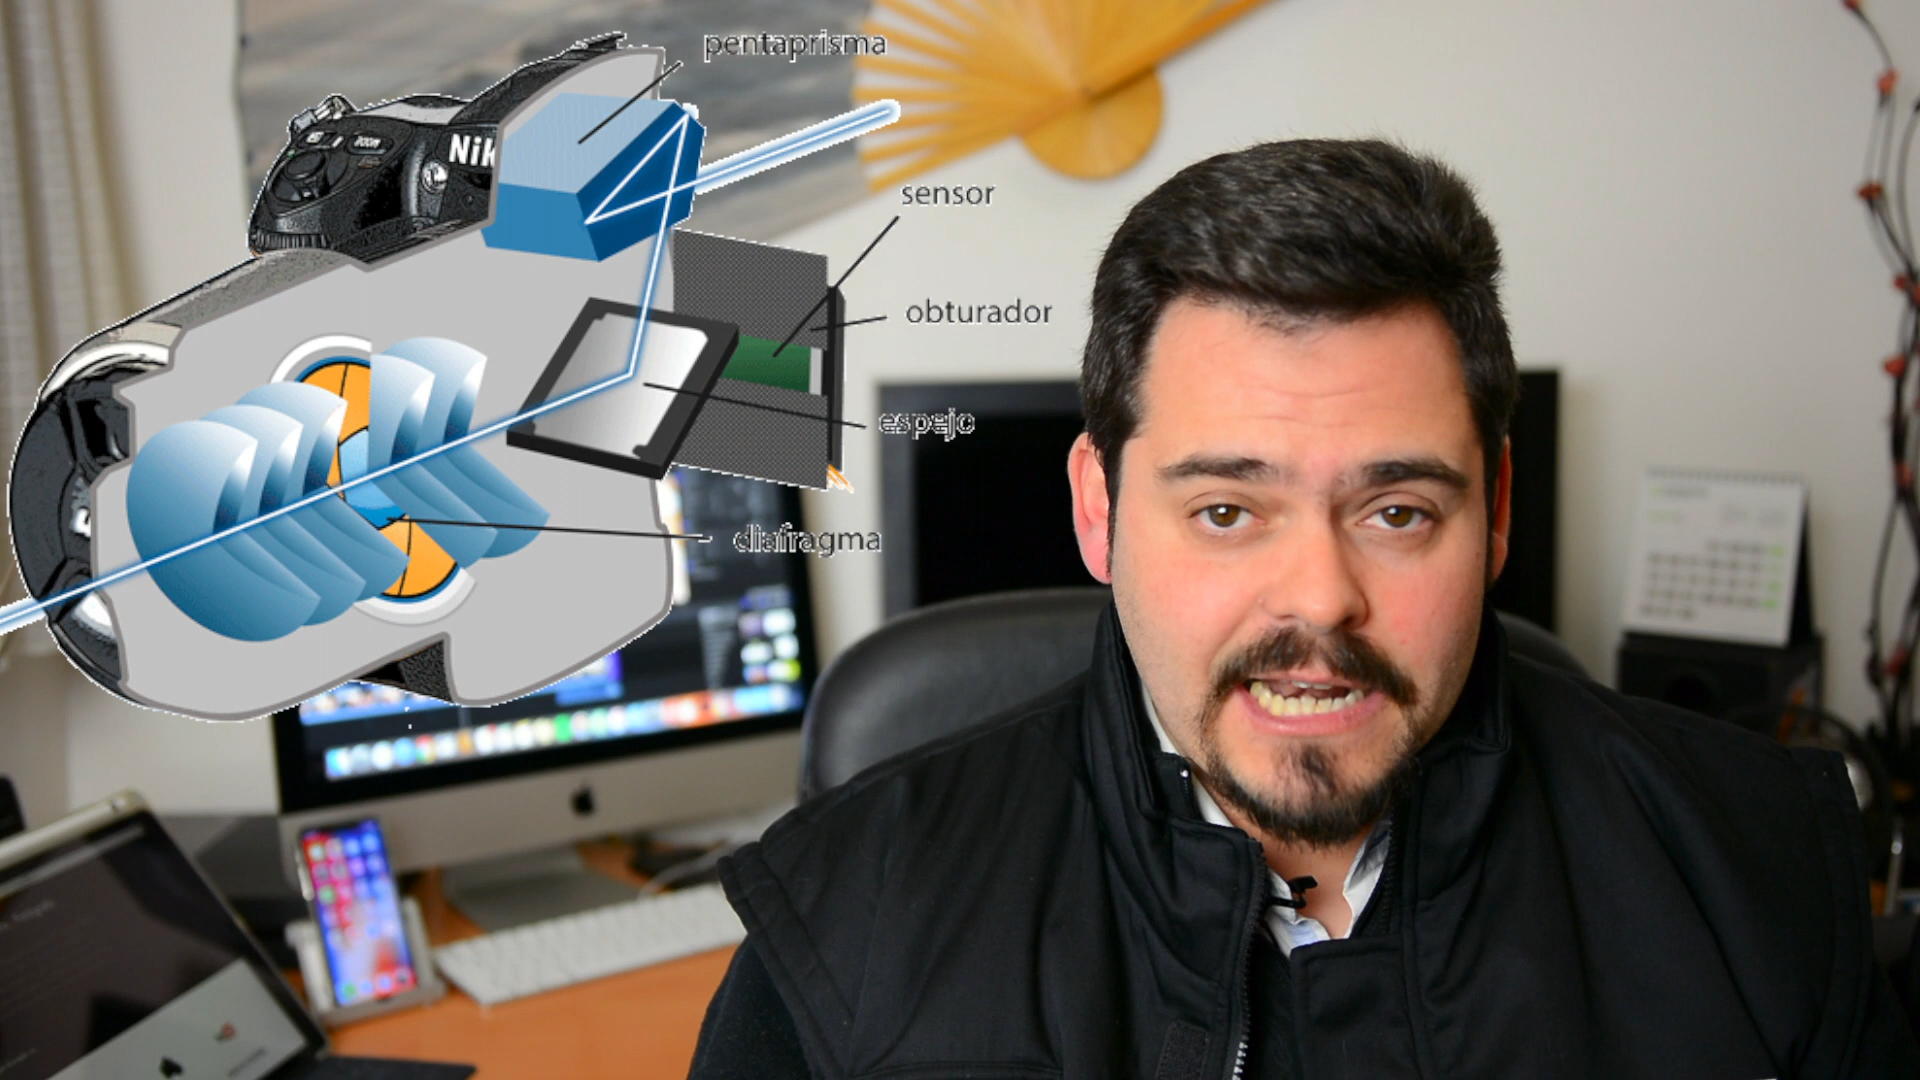 pentaprisma
Nik
sensor
obturador
espejo
diafragma